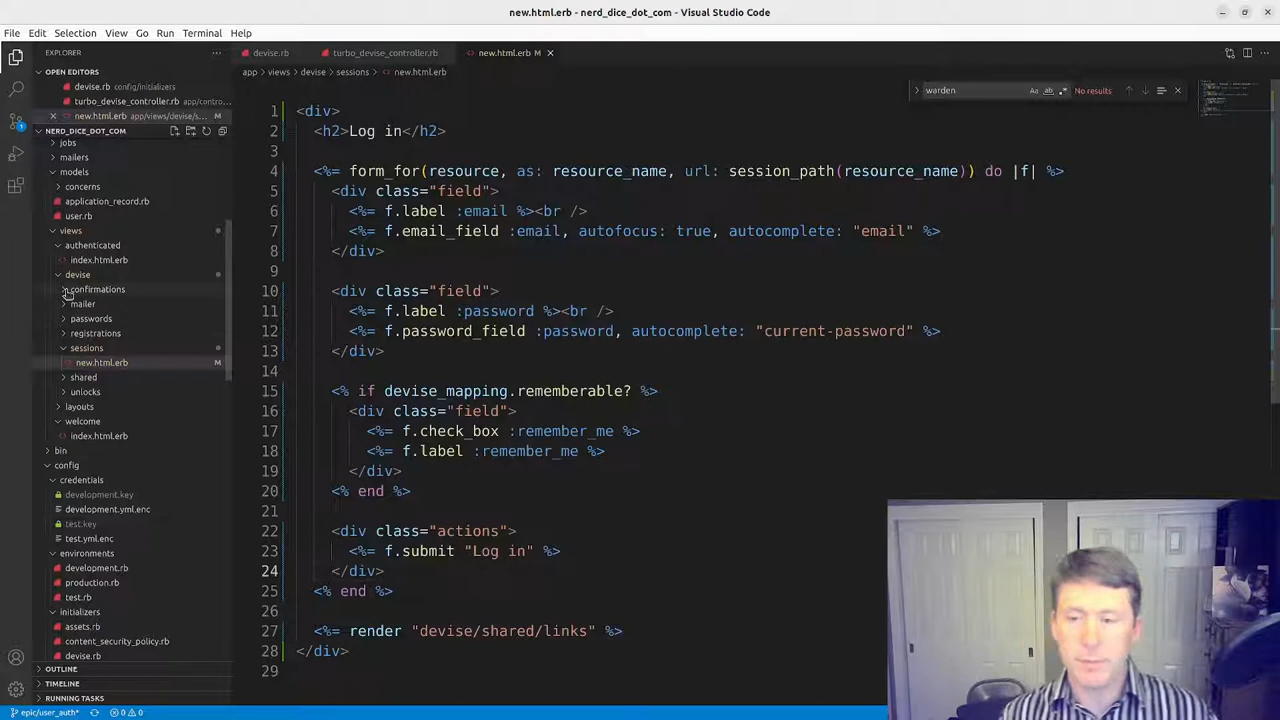 new.html.erb - nerd_dice_dot_com - Visual Studio Code
File Edit Selection View Go Run Terminal Help
EXPLORER ···
OPEN EDITORS
devise.rb config/initializers
turbo_devise_controller.rb app/contro...
new.html.erb app/views/devise/s... M
NERD_DICE_DOT_COM
jobs
mailers
models
concerns
application_record.rb
user.rb
views
authenticated
index.html.erb
devise
confirmations
mailer
passwords
registrations
sessions
new.html.erb M
shared
unlocks
layouts
welcome
index.html.erb
bin
config
credentials
development.key
development.yml.enc
test.key
test.yml.enc
environments
development.rb
production.rb
test.rb
initializers
assets.rb
content_security_policy.rb
devise.rb
OUTLINE
TIMELINE
RUNNING TASKS
devise.rb turbo_devise_controller.rb new.html.erb M
app > views > devise > sessions > new.html.erb
warden Aa ab .* No results
1 <div>
2 <h2>Log in</h2>
3
4 <%= form_for(resource, as: resource_name, url: session_path(resource_name)) do |f| %>
5 <div class="field">
6 <%= f.label :email %><br />
7 <%= f.email_field :email, autofocus: true, autocomplete: "email" %>
8 </div>
9
10 <div class="field">
11 <%= f.label :password %><br />
12 <%= f.password_field :password, autocomplete: "current-password" %>
13 </div>
14
15 <% if devise_mapping.rememberable? %>
16 <div class="field">
17 <%= f.check_box :remember_me %>
18 <%= f.label :remember_me %>
19 </div>
20 <% end %>
21
22 <div class="actions">
23 <%= f.submit "Log in" %>
24 </div>
25 <% end %>
26
27 <%= render "devise/shared/links" %>
28 </div>
29
epic/user_auth* 0 0